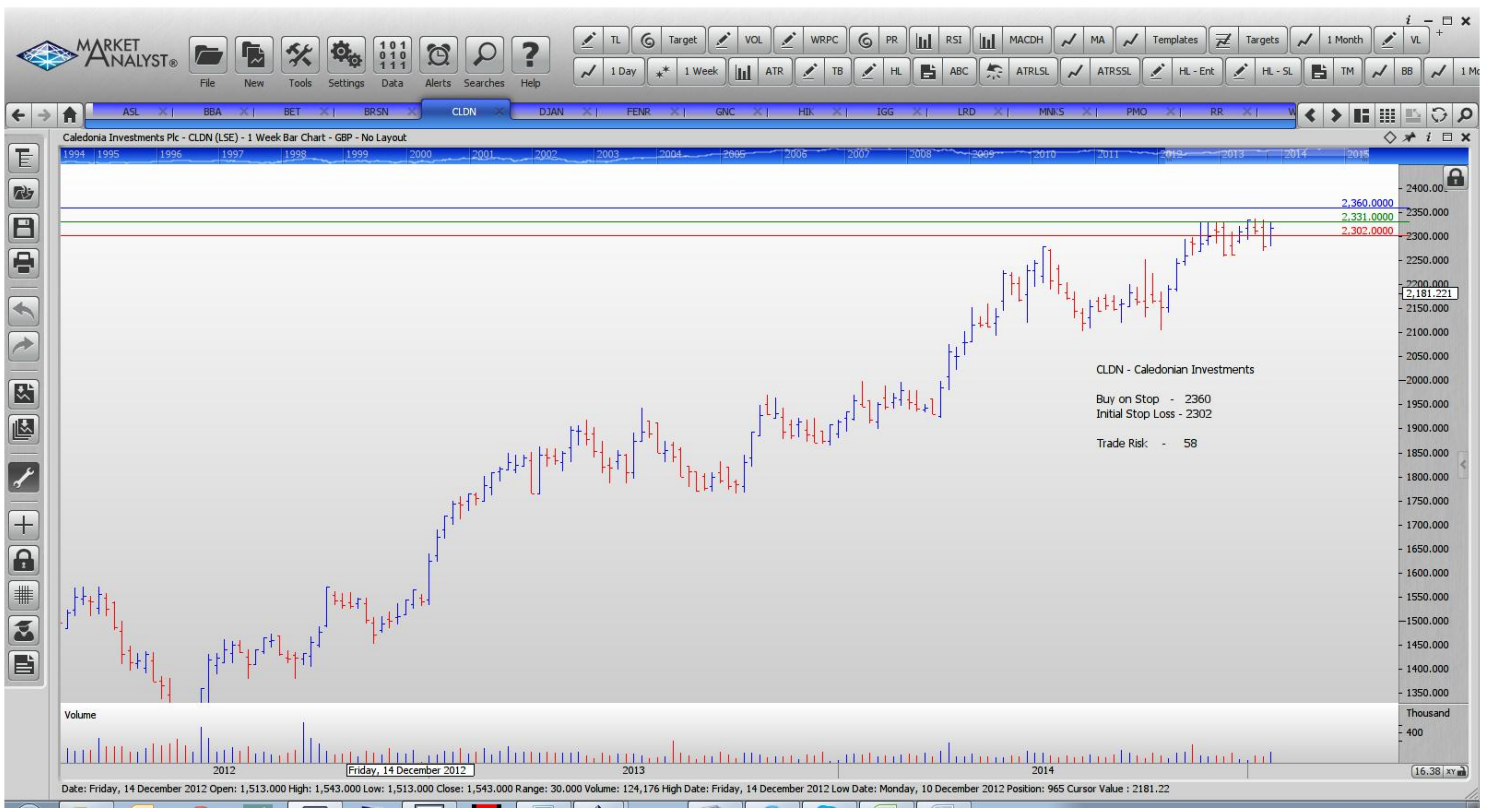 MARKET ANALYST®
File New Tools Settings Data Alerts Searches Help
TL Target VOL WRPC PR RSI MACDH MA Templates Targets 1 Month VL
1 Day 1 Week ATR TB HL ABC ATRLSL ATRSSL HL - Ent HL - SL TM BB
ASL BBA BET BRSN CLDN DJAN FENR GNC HIK IGG LRD MNKS PMO RR
Caledonia Investments Plc - CLDN (LSE) - 1 Week Bar Chart - GBP - No Layout
1994 1995 1996 1997 1998 1999 2000 2001 2002 2003 2004 2005 2006 2007 2008 2009 2010 2011 2012 2013 2014 2015
2,360.0000
2,331.0000
2,302.0000
2350.000
2300.000
2250.000
2200.000
2,181.221
2150.000
2100.000
2050.000
2000.000
1950.000
1900.000
1850.000
1800.000
1750.000
1700.000
1650.000
1600.000
1550.000
1500.000
1450.000
1400.000
1350.000
CLDN - Caledonian Investments
Buy on Stop - 2360
Initial Stop Loss - 2302
Trade Risk - 58
Volume
Thousand
400
2012 Friday, 14 December 2012 2013 2014
16.38 XY
Date: Friday, 14 December 2012 Open: 1,513.000 High: 1,543.000 Low: 1,513.000 Close: 1,543.000 Range: 30.000 Volume: 124,176 High Date: Friday, 14 December 2012 Low Date: Monday, 10 December 2012 Position: 965 Cursor Value : 2181.22